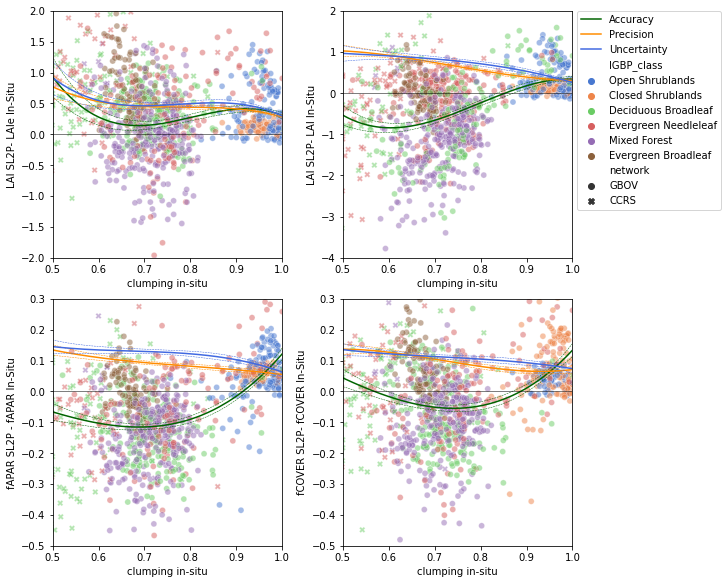 2.0
1.5
1.0
0.5
0.0
−0.5
−1.0
−1.5
−2.0
LAI SL2P- LAIe In-Situ
0.5 0.6 0.7 0.8 0.9 1.0
clumping in-situ
2
1
0
−1
−2
−3
−4
LAI SL2P- LAI In-Situ
0.5 0.6 0.7 0.8 0.9 1.0
clumping in-situ
Accuracy
Precision
Uncertainty
IGBP_class
Open Shrublands
Closed Shrublands
Deciduous Broadleaf
Evergreen Needleleaf
Mixed Forest
Evergreen Broadleaf
network
GBOV
CCRS
0.3
0.2
0.1
0.0
−0.1
−0.2
−0.3
−0.4
−0.5
fAPAR SL2P - fAPAR In-Situ
0.5 0.6 0.7 0.8 0.9 1.0
clumping in-situ
0.3
0.2
0.1
0.0
−0.1
−0.2
−0.3
−0.4
−0.5
fCOVER SL2P- fCOVER In-Situ
0.5 0.6 0.7 0.8 0.9 1.0
clumping in-situ